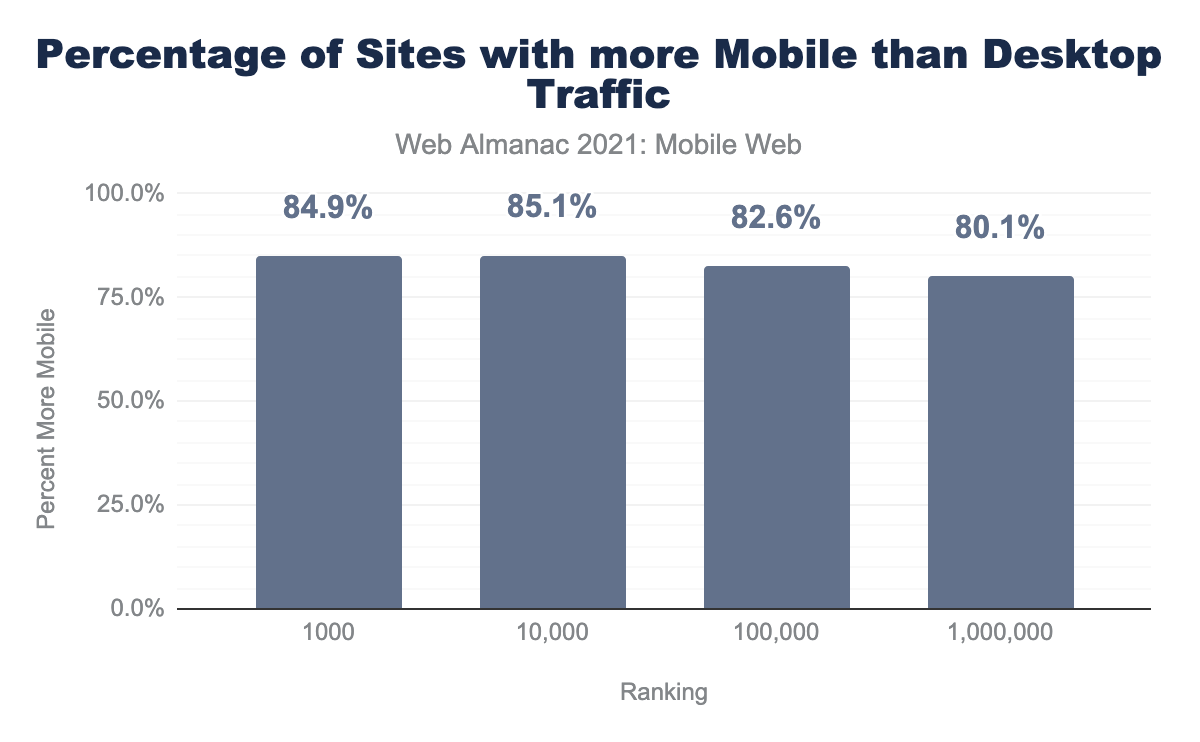 Percentage of Sites with more Mobile than Desktop
Traffic
Web Almanac 2021: Mobile Web
Percent More Mobile
100.0%
75.0%
50.0%
25.0%
0.0%
84.9%
85.1%
82.6%
80.1%
1000
10,000
100,000
1,000,000
Ranking